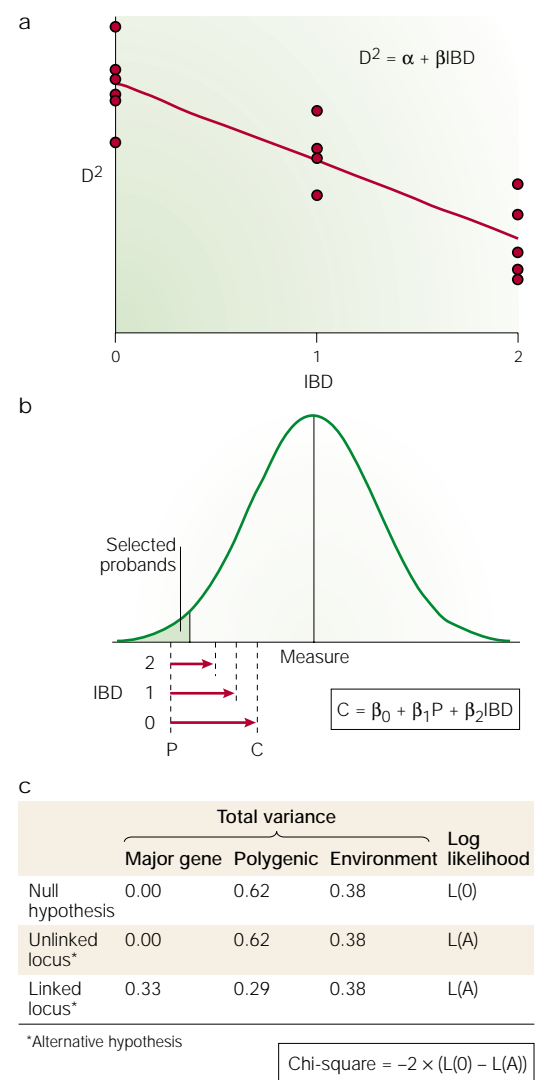 a
D² = α + βIBD
D²
0 1 2
IBD
b
Selected
probands
2
Measure
IBD 1
0
C = β₀ + β₁P + β₂IBD
P C
c
Total variance
Major gene Polygenic Environment Log likelihood
Null hypothesis 0.00 0.62 0.38 L(0)
Unlinked locus* 0.00 0.62 0.38 L(A)
Linked locus* 0.33 0.29 0.38 L(A)
*Alternative hypothesis
Chi-square = –2 × (L(0) – L(A))